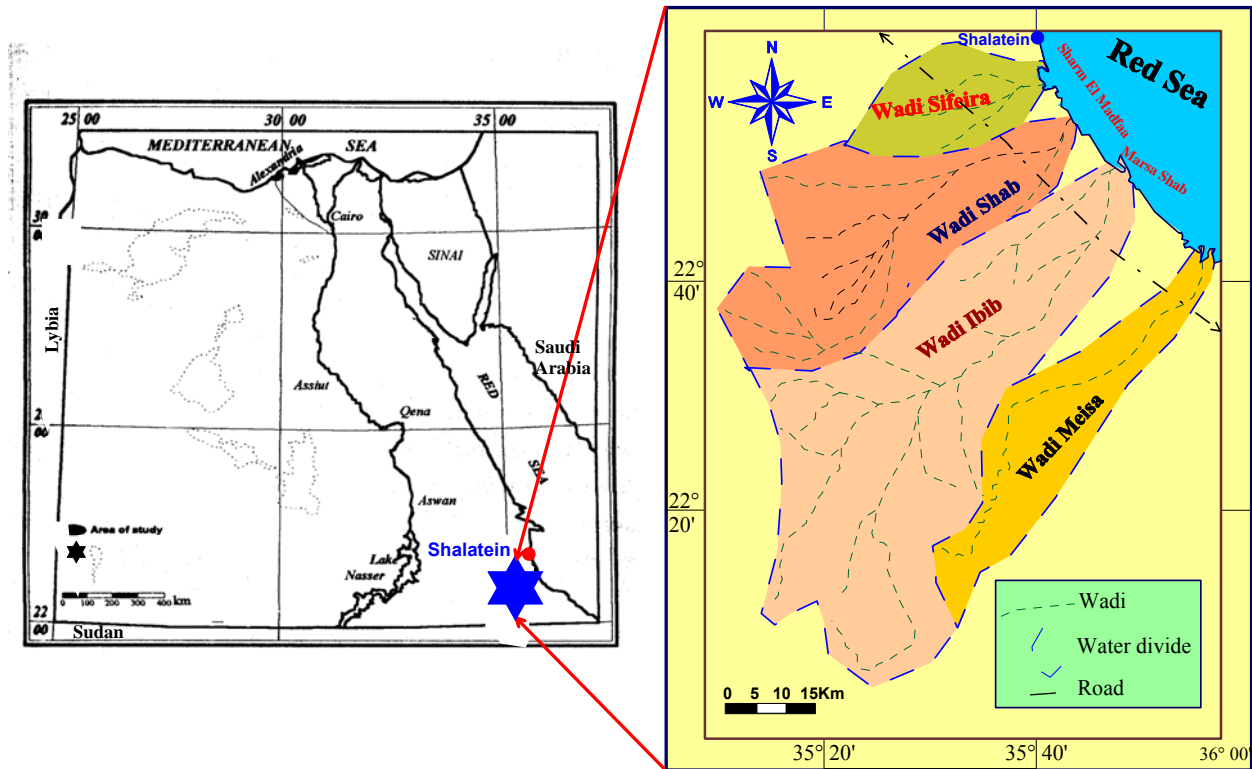 25 00
30 00
35 00
MEDITERRANEAN SEA
Alexandria
Cairo
30
SINAI
Lybia
Saudi
Arabia
Assiut
RED
Qena
2
00
SEA
Aswan
Area of study
Shalatein
Lake
Nasser
0 100 200 300 400 km
22
00
Sudan
Shalatein
N
W
E
S
Red Sea
Sharm El Madfaa
Marsa Shab
Wadi Sifeira
Wadi Shab
22°
40'
Wadi Ibib
Wadi Meisa
22°
20'
Wadi
Water divide
Road
0 5 10 15Km
35° 20'
35° 40'
36° 00'